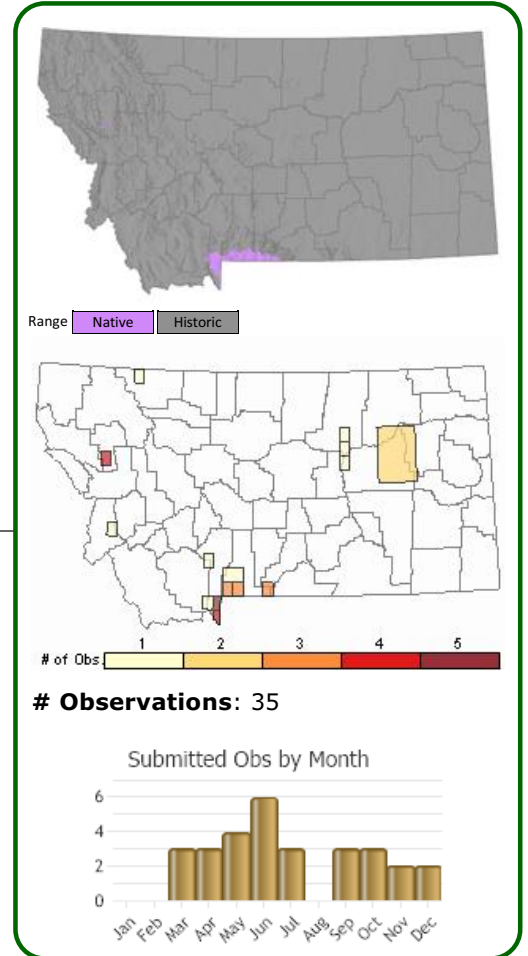 Range Native Historic
1 2 3 4 5
# of Obs.
# Observations: 35
Submitted Obs by Month
6
4
2
0
Jan Feb Mar Apr May Jun Jul Aug Sep Oct Nov Dec